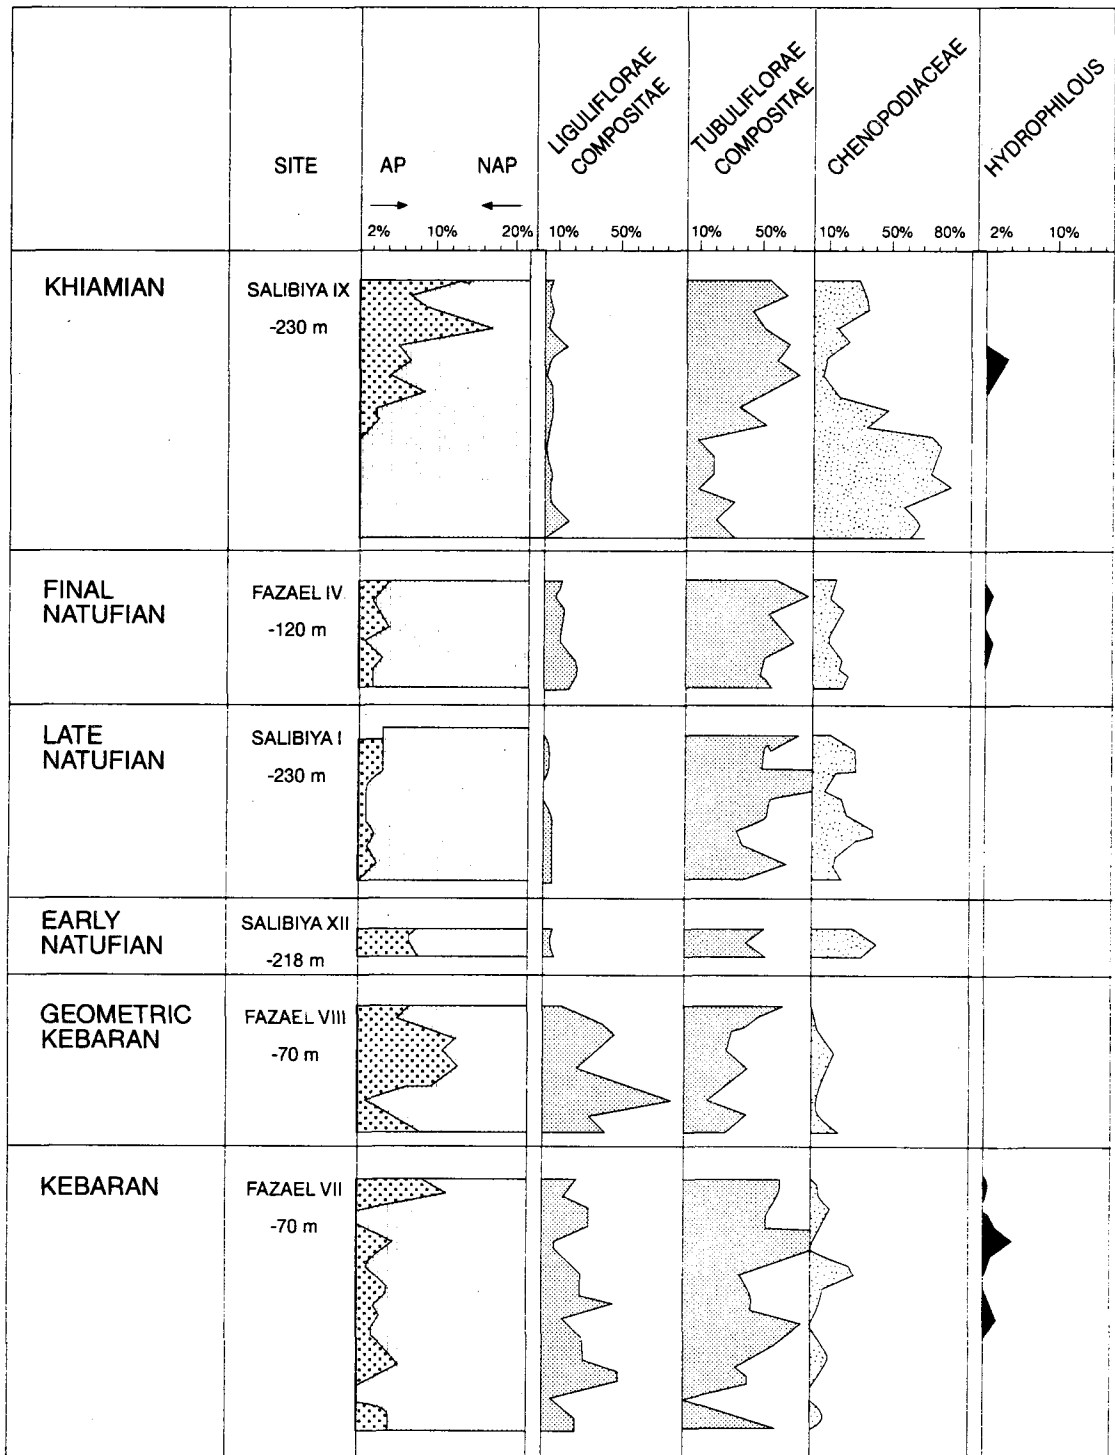 SITE
AP
NAP
LIGULIFLORAE
COMPOSITAE
TUBULIFLORAE
COMPOSITAE
CHENOPODIACEAE
HYDROPHILOUS
2% 10% 20% 10% 50% 10% 50% 10% 50% 80% 2% 10%
KHIAMIAN
SALIBIYA IX
-230 m
FINAL
NATUFIAN
FAZAEL IV
-120 m
LATE
NATUFIAN
SALIBIYA I
-230 m
EARLY
NATUFIAN
SALIBIYA XII
-218 m
GEOMETRIC
KEBARAN
FAZAEL VIII
-70 m
KEBARAN
FAZAEL VII
-70 m